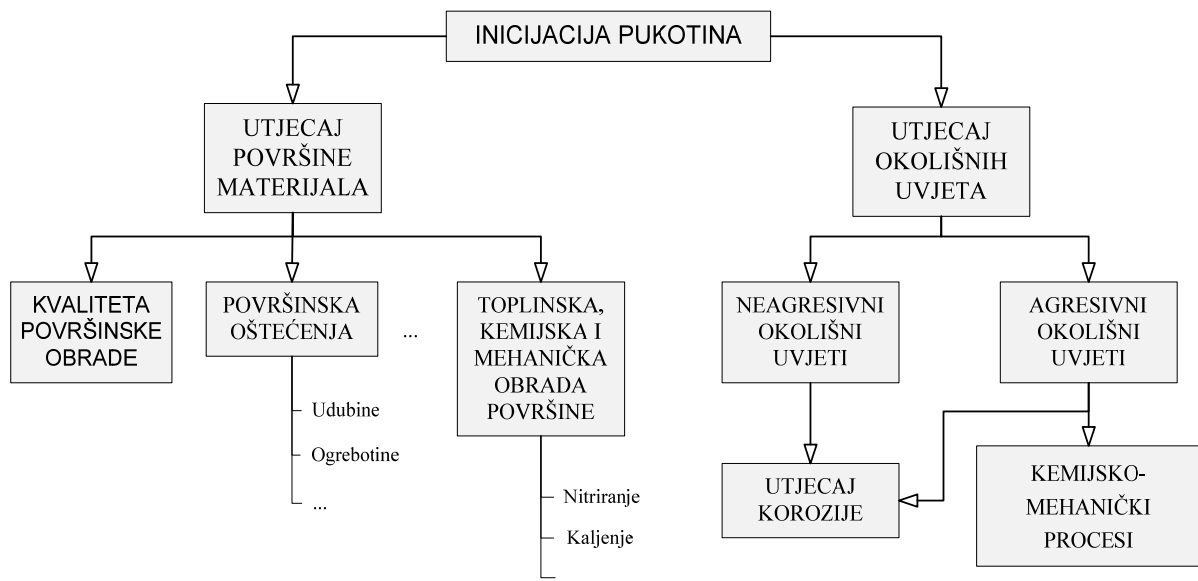 INICIJACIJA PUKOTINA
UTJECAJ
POVRŠINE
MATERIJALA
UTJECAJ
OKOLIŠNIH
UVJETA
KVALITETA
POVRŠINSKE
OBRADE
POVRŠINSKA
OŠTEĆENJA
...
TOPLINSKA,
KEMIJSKA I
MEHANIČKA
OBRADA
POVRŠINE
NEAGRESIVNI
OKOLIŠNI
UVJETI
AGRESIVNI
OKOLIŠNI
UVJETI
Udubine
Ogrebotine
...
Nitriranje
Kaljenje
UTJECAJ
KOROZIJE
KEMIJSKO-
MEHANIČKI
PROCESI